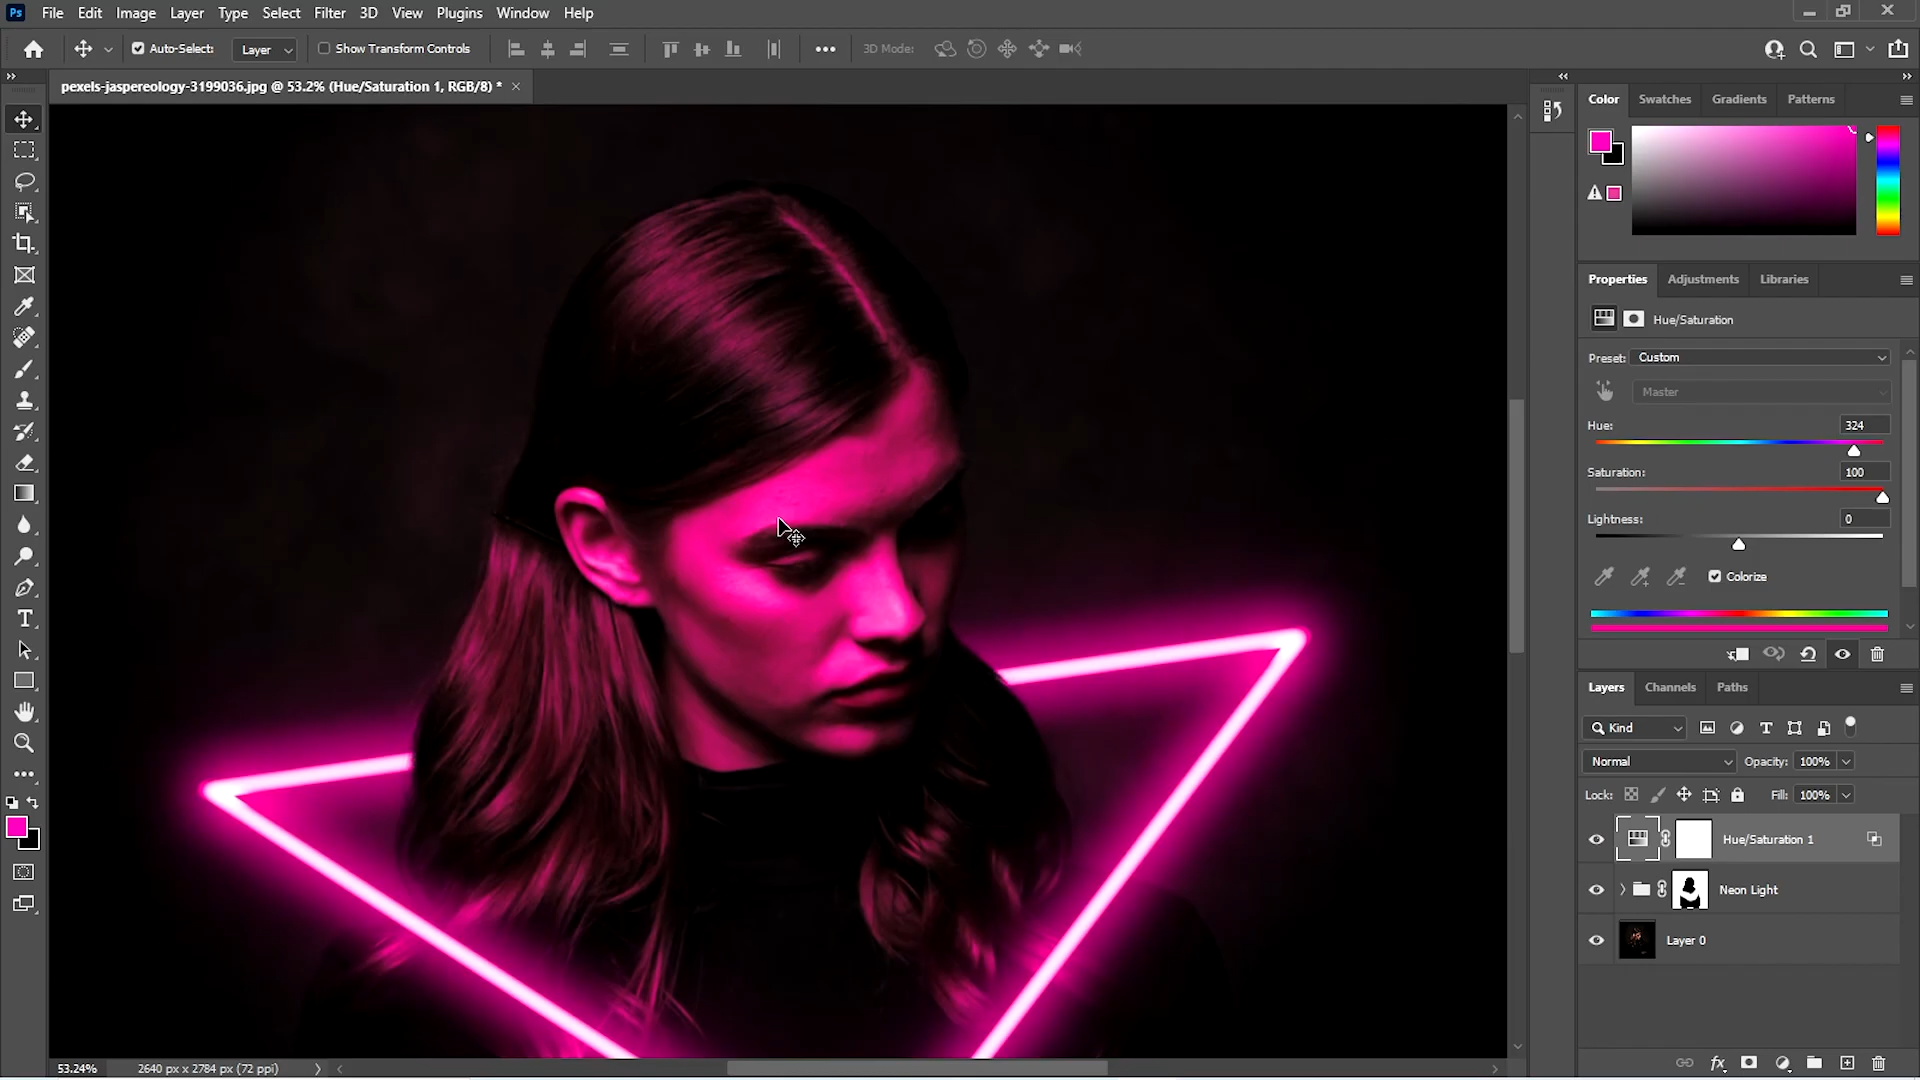 Ps File Edit Image Layer Type Select Filter 3D View Plugins Window Help
Auto-Select: Layer Show Transform Controls 3D Mode:
pexels-jaspereology-3199036.jpg @ 53.2% (Hue/Saturation 1, RGB/8) *
Color Swatches Gradients Patterns
Properties Adjustments Libraries
Hue/Saturation
Preset: Custom
Master
Hue: 324
Saturation: 100
Lightness: 0
Colorize
Layers Channels Paths
Kind
Normal Opacity: 100%
Lock: Fill: 100%
Hue/Saturation 1
Neon Light
Layer 0
53.24% 2640 px x 2784 px (72 ppi)